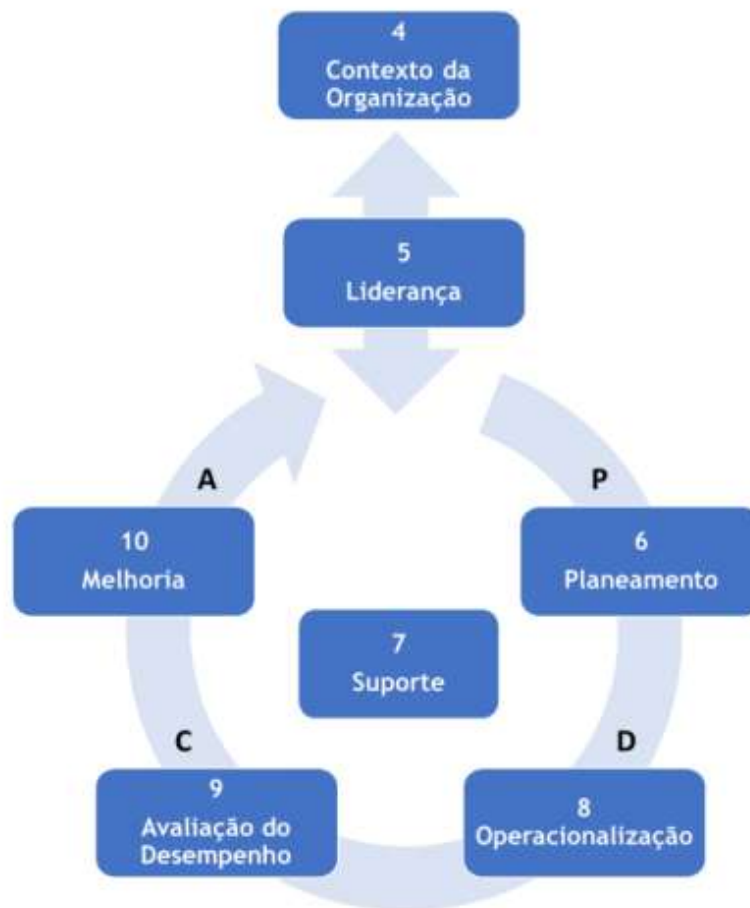 4
Contexto da
Organização
5
Liderança
A
P
10
Melhoria
6
Planeamento
7
Suporte
C
D
9
Avaliação do
Desempenho
8
Operacionalização